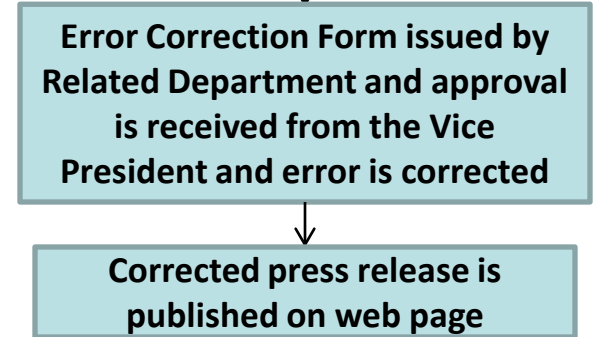 Error Correction Form issued by
Related Department and approval
is received from the Vice
President and error is corrected
Corrected press release is
published on web page